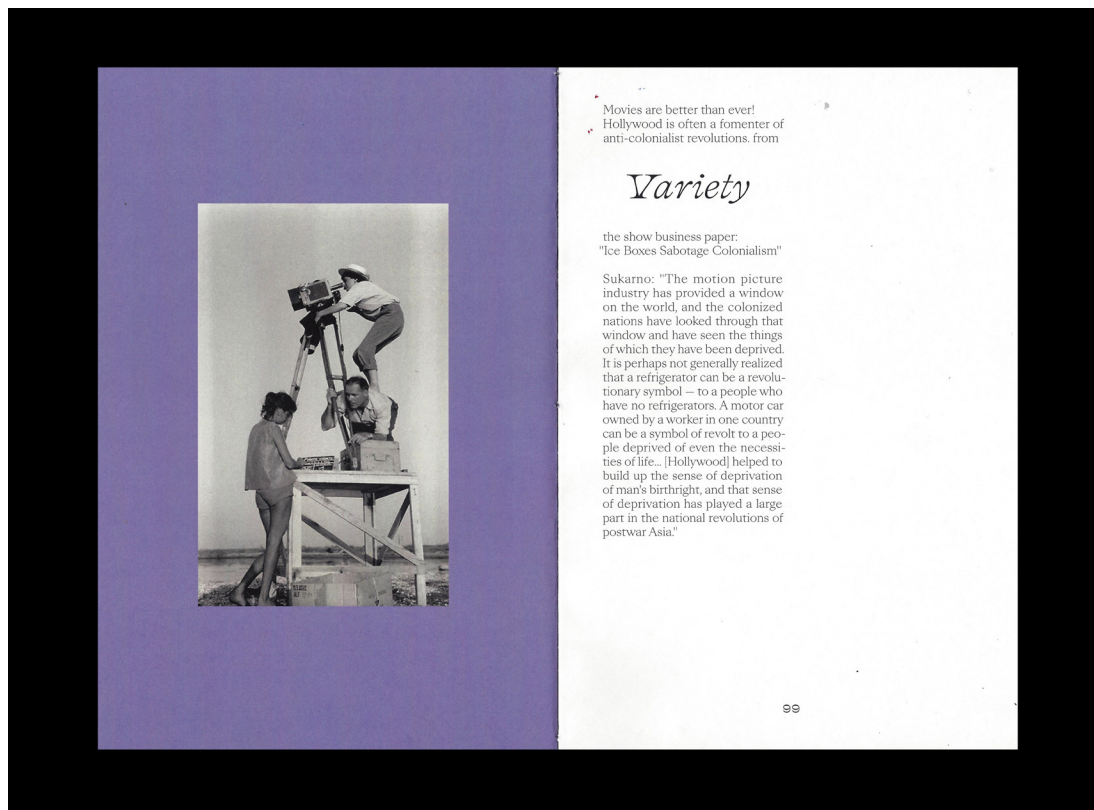 Movies are better than ever!
Hollywood is often a fomenter of
anti-colonialist revolutions. from
Variety
the show business paper:
"Ice Boxes Sabotage Colonialism"
Sukarno: "The motion picture
industry has provided a window
on the world, and the colonized
nations have looked through that
window and have seen the things
of which they have been deprived.
It is perhaps not generally realized
that a refrigerator can be a revolu-
tionary symbol — to a people who
have no refrigerators. A motor car
owned by a worker in one country
can be a symbol of revolt to a peo-
ple deprived of even the necessi-
ties of life... [Hollywood] helped to
build up the sense of deprivation
of man's birthright, and that sense
of deprivation has played a large
part in the national revolutions of
postwar Asia."
99